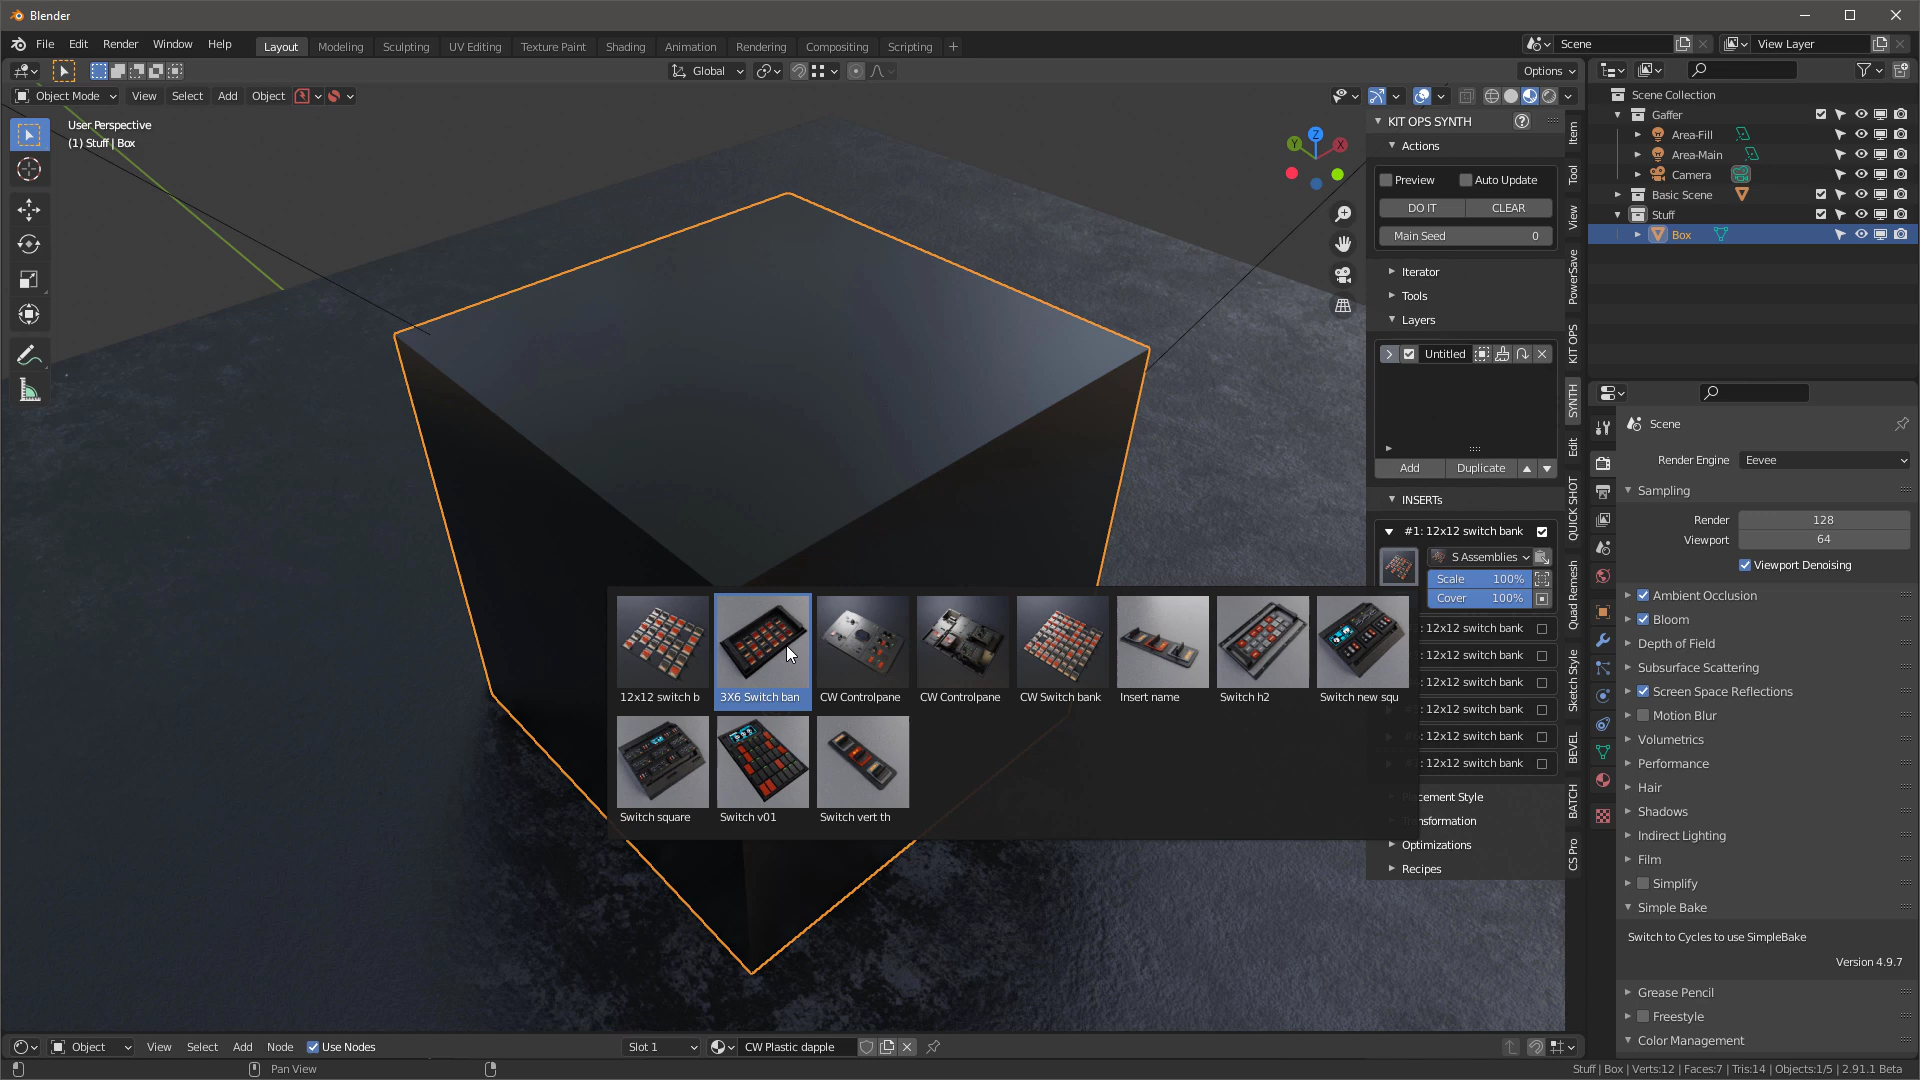 Blender
File Edit Render Window Help
Layout Modeling Sculpting UV Editing Texture Paint Shading Animation Rendering Compositing Scripting +
Scene
View Layer
Global
Options
Object Mode View Select Add Object
User Perspective
(1) Stuff | Box
Z
Y
X
KIT OPS SYNTH
Actions
Preview Auto Update
DO IT CLEAR
Main Seed 0
Iterator
Tools
Layers
Untitled
Add Duplicate
INSERTs
#1: 12x12 switch bank
S Assemblies
Scale 100%
Cover 100%
12x12 switch bank
12x12 switch bank
12x12 switch bank
12x12 switch bank
12x12 switch bank
12x12 switch bank
cement Style
nsformation
Optimizations
Recipes
Item
Tool
View
PowerSave
KIT OPS
SYNTH
Edit
QUICK SHOT
Quad Remesh
Sketch Style
BEVEL
BATCH
CS Pro
12x12 switch b
3X6 Switch ban
CW Controlpane
CW Controlpane
CW Switch bank
Insert name
Switch h2
Switch new squ
Switch square
Switch v01
Switch vert th
Scene Collection
Gaffer
Area-Fill
Area-Main
Camera
Basic Scene
Stuff
Box
Scene
Render Engine Eevee
Sampling
Render 128
Viewport 64
Viewport Denoising
Ambient Occlusion
Bloom
Depth of Field
Subsurface Scattering
Screen Space Reflections
Motion Blur
Volumetrics
Performance
Hair
Shadows
Indirect Lighting
Film
Simplify
Simple Bake
Switch to Cycles to use SimpleBake
Version 4.9.7
Grease Pencil
Freestyle
Color Management
Object View Select Add Node Use Nodes
Slot 1
CW Plastic dapple
Pan View
Stuff | Box | Verts:12 | Faces:7 | Tris:14 | Objects:1/5 | 2.91.1 Beta